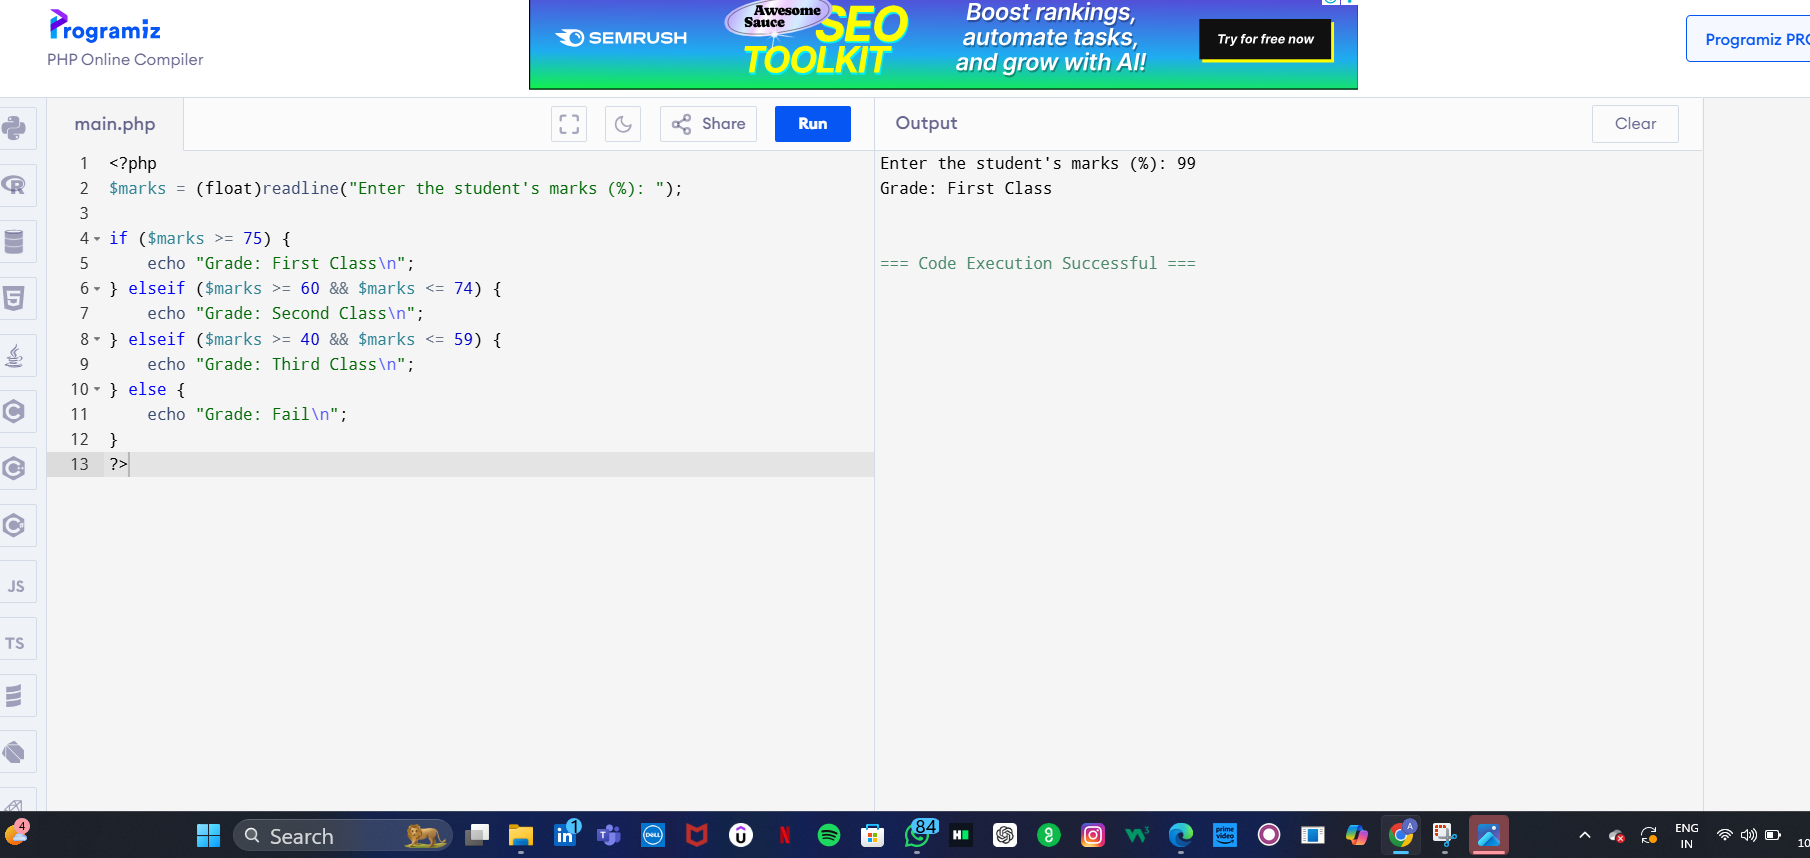 Programiz
PHP Online Compiler
SEMRUSH
Awesome
Sauce
SEO
TOOLKIT
Boost rankings,
automate tasks,
and grow with AI!
Try for free now
Programiz PRO
main.php
Share
Run
Output
Clear
1 <?php
2 $marks = (float)readline("Enter the student's marks (%): ");
3
4 if ($marks >= 75) {
5 echo "Grade: First Class\n";
6 } elseif ($marks >= 60 && $marks <= 74) {
7 echo "Grade: Second Class\n";
8 } elseif ($marks >= 40 && $marks <= 59) {
9 echo "Grade: Third Class\n";
10 } else {
11 echo "Grade: Fail\n";
12 }
13 ?>
Enter the student's marks (%): 99
Grade: First Class
=== Code Execution Successful ===
JS
TS
4
Search
1
DELL
84
prime video
A
ENG
IN
10